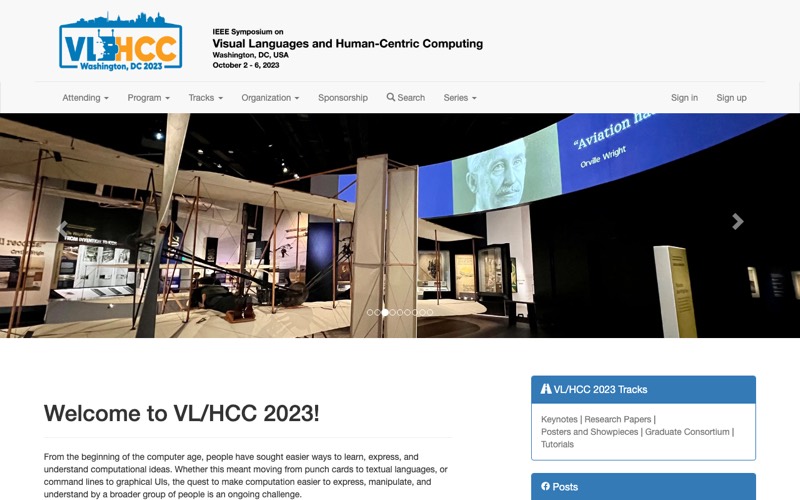 VL/HCC
Washington, DC 2023
IEEE Symposium on
Visual Languages and Human-Centric Computing
Washington, DC, USA
October 2 - 6, 2023
Attending Program Tracks Organization Sponsorship Search Series Sign in Sign up
"Aviation
Orville Wright
Welcome to VL/HCC 2023!
From the beginning of the computer age, people have sought easier ways to learn, express, and
understand computational ideas. Whether this meant moving from punch cards to textual languages, or
command lines to graphical UIs, the quest to make computation easier to express, manipulate, and
understand by a broader group of people is an ongoing challenge.
VL/HCC 2023 Tracks
Keynotes | Research Papers |
Posters and Showpieces | Graduate Consortium |
Tutorials
Posts